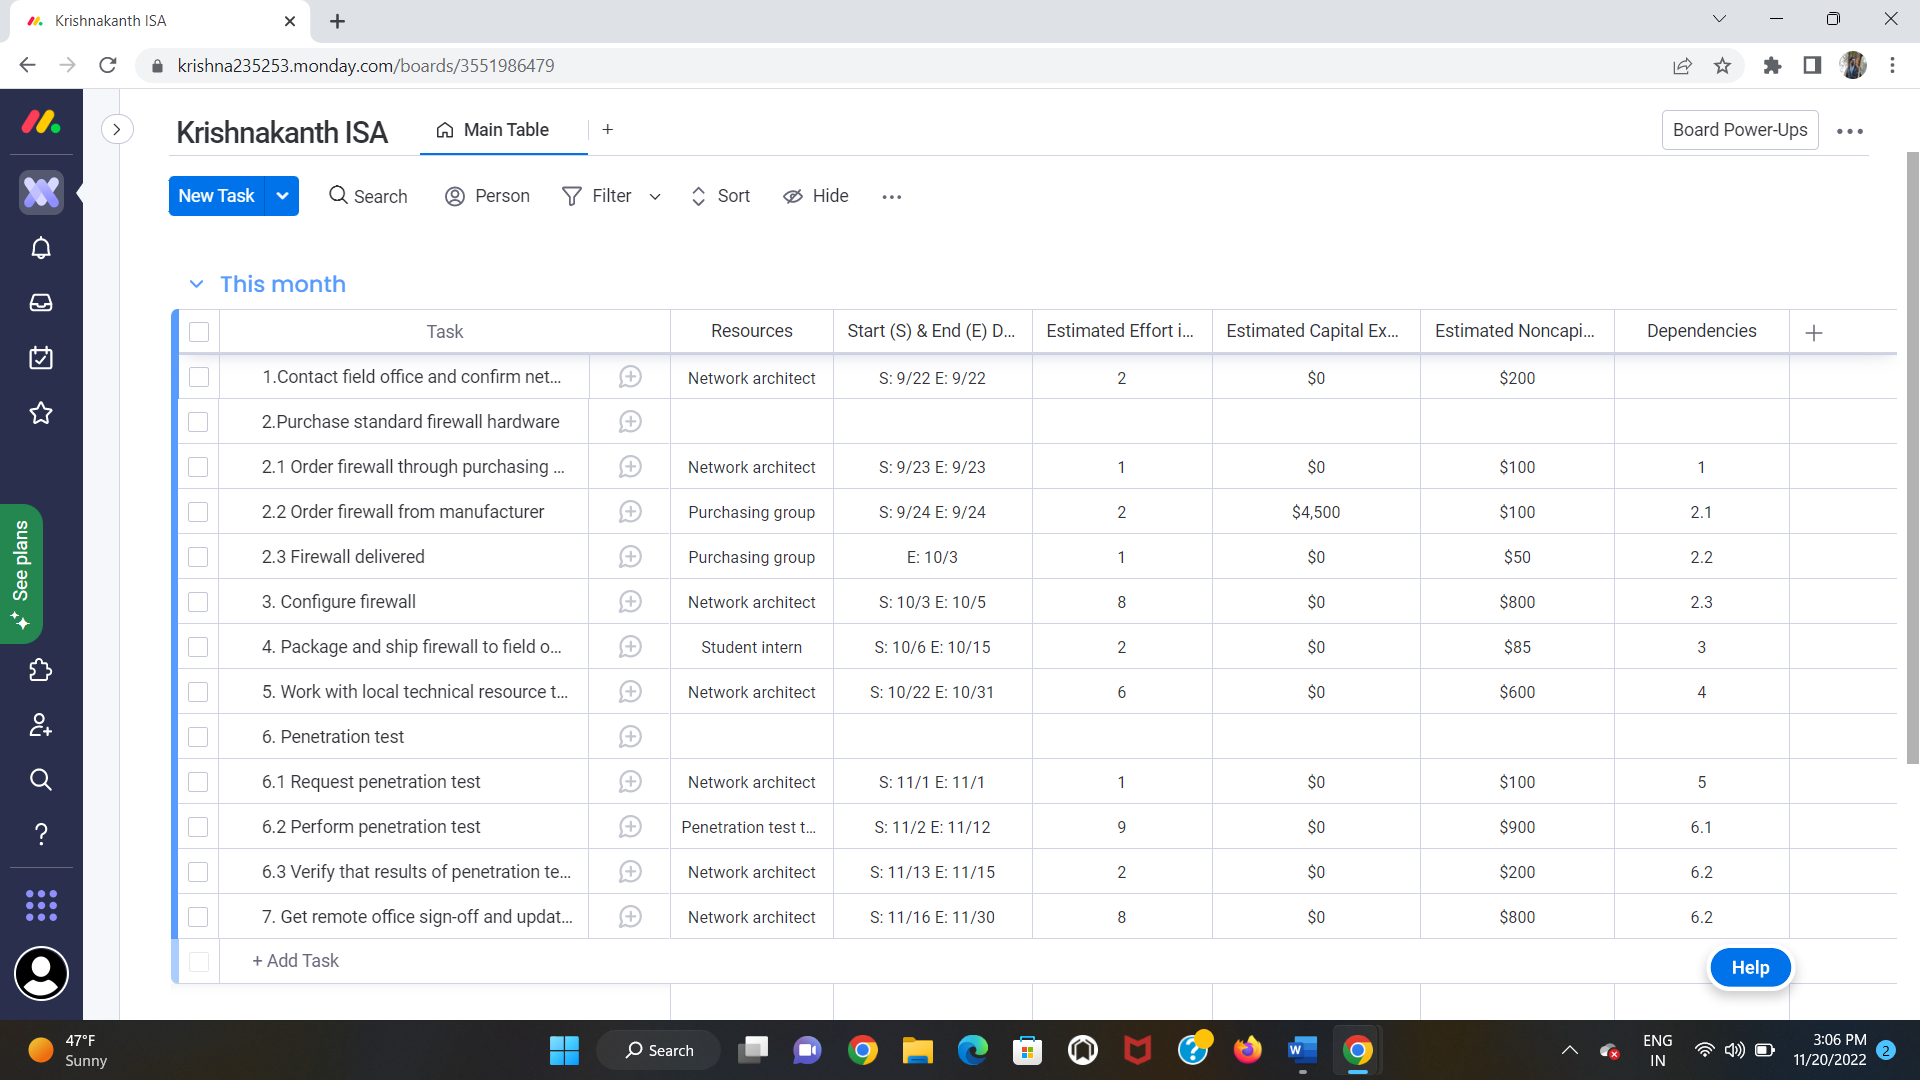 Krishnakanth ISA
krishna235253.monday.com/boards/3551986479
Krishnakanth ISA
Main Table
+
Board Power-Ups
New Task
Search
Person
Filter
Sort
Hide
See plans
This month
Task Resources Start (S) & End (E) D... Estimated Effort i... Estimated Capital Ex... Estimated Noncapi... Dependencies +
1.Contact field office and confirm net... Network architect S: 9/22 E: 9/22 2 $0 $200
2.Purchase standard firewall hardware
2.1 Order firewall through purchasing ... Network architect S: 9/23 E: 9/23 1 $0 $100 1
2.2 Order firewall from manufacturer Purchasing group S: 9/24 E: 9/24 2 $4,500 $100 2.1
2.3 Firewall delivered Purchasing group E: 10/3 1 $0 $50 2.2
3. Configure firewall Network architect S: 10/3 E: 10/5 8 $0 $800 2.3
4. Package and ship firewall to field o... Student intern S: 10/6 E: 10/15 2 $0 $85 3
5. Work with local technical resource t... Network architect S: 10/22 E: 10/31 6 $0 $600 4
6. Penetration test
6.1 Request penetration test Network architect S: 11/1 E: 11/1 1 $0 $100 5
6.2 Perform penetration test Penetration test t... S: 11/2 E: 11/12 9 $0 $900 6.1
6.3 Verify that results of penetration te... Network architect S: 11/13 E: 11/15 2 $0 $200 6.2
7. Get remote office sign-off and updat... Network architect S: 11/16 E: 11/30 8 $0 $800 6.2
+ Add Task
Help
47°F
Sunny
Search
ENG
IN
3:06 PM
11/20/2022
2